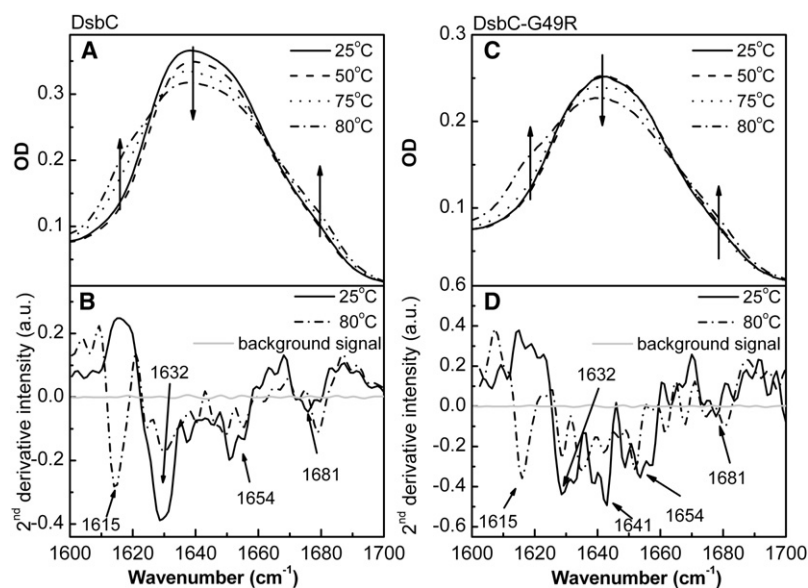 DsbC
A
25°C
50°C
75°C
80°C
OD
0.3
0.2
0.1
B
25°C
80°C
background signal
2nd derivative intensity (a.u.)
0.2
0.0
-0.2
-0.4
1632
1681
1654
1615
1600 1620 1640 1660 1680 1700
Wavenumber (cm-1)
DsbC-G49R
C
25°C
50°C
75°C
80°C
OD
0.3
0.2
0.1
D
25°C
80°C
background signal
2nd derivative intensity (a.u.)
0.6
0.4
0.2
0.0
-0.2
-0.4
-0.6
1632
1681
1654
1641
1615
1600 1620 1640 1660 1680 1700
Wavenumber (cm-1)